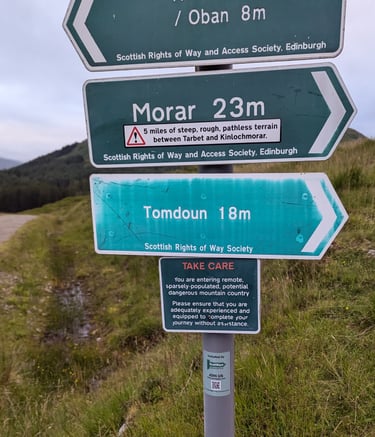 / Oban 8m
Scottish Rights of Way and Access Society, Edinburgh
Morar 23m
5 miles of steep, rough, pathless terrain
between Tarbet and Kinlochmorar.
Scottish Rights of Way and Access Society, Edinburgh
Tomdoun 18m
Scottish Rights of Way Society
TAKE CARE
You are entering remote,
sparsely-populated, potential
dangerous mountain country
Please ensure that you are
adequately experienced and
equipped to complete your
journey without assistance.